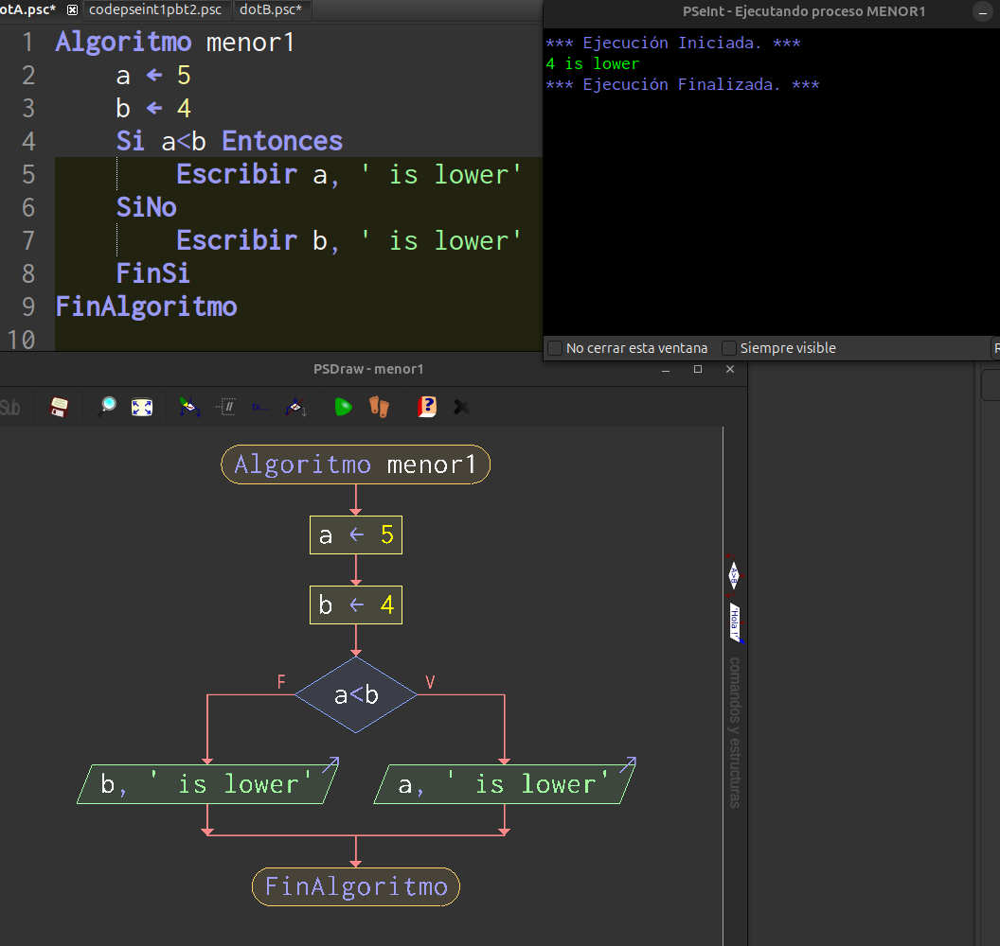 otA.psc*
codepseint1pbt2.psc
dotB.psc*
1 Algoritmo menor1
2 a ← 5
3 b ← 4
4 Si a<b Entonces
5 Escribir a, ' is lower'
6 SiNo
7 Escribir b, ' is lower'
8 FinSi
9 FinAlgoritmo
10
PSeInt - Ejecutando proceso MENOR1
*** Ejecución Iniciada. ***
4 is lower
*** Ejecución Finalizada. ***
No cerrar esta ventana
Siempre visible
R
PSDraw - menor1
Sub
Algoritmo menor1
a ← 5
b ← 4
F
a<b
V
b, ' is lower'
a, ' is lower'
FinAlgoritmo
'Hola !'
comandos y estructuras